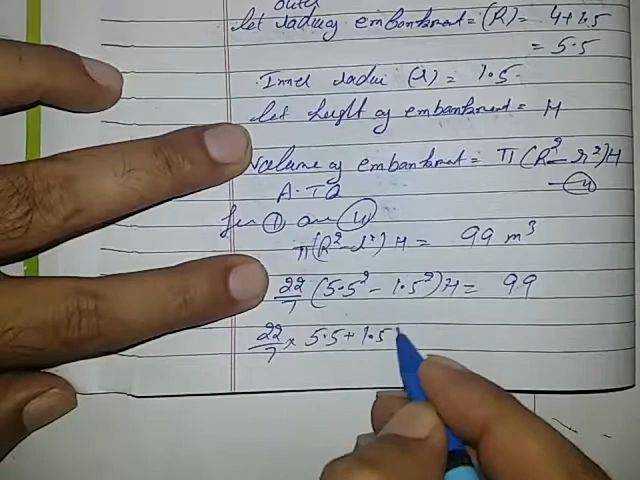 outer
let radius embankment = (R) = 4+1.5
= 5.5
Inner radius (r) = 1.5
let height of embankment = H
Volume of embankment = π(R²-r²)H
-(4)
A.T.Q
from (1) and (4)
π(R²-r²)H = 99 m³
22/7 (5.5² - 1.5²)H = 99
22/7 × 5.5+1.5